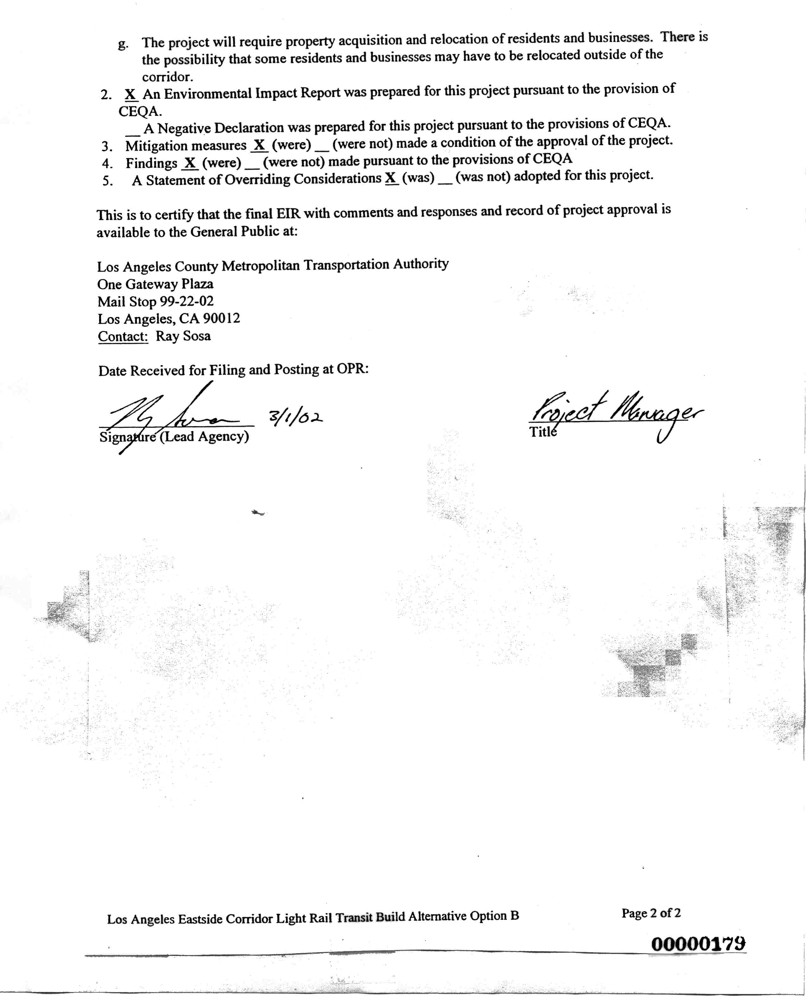 g. The project will require property acquisition and relocation of residents and businesses. There is
the possibility that some residents and businesses may have to be relocated outside of the
corridor.
2. X An Environmental Impact Report was prepared for this project pursuant to the provision of
CEQA.
__ A Negative Declaration was prepared for this project pursuant to the provisions of CEQA.
3. Mitigation measures X (were) __ (were not) made a condition of the approval of the project.
4. Findings X (were) __ (were not) made pursuant to the provisions of CEQA
5. A Statement of Overriding Considerations X (was) __ (was not) adopted for this project.
This is to certify that the final EIR with comments and responses and record of project approval is
available to the General Public at:
Los Angeles County Metropolitan Transportation Authority
One Gateway Plaza
Mail Stop 99-22-02
Los Angeles, CA 90012
Contact: Ray Sosa
Date Received for Filing and Posting at OPR:
3/1/02 Project Manager
Signature (Lead Agency) Title
Los Angeles Eastside Corridor Light Rail Transit Build Alternative Option B Page 2 of 2
00000179